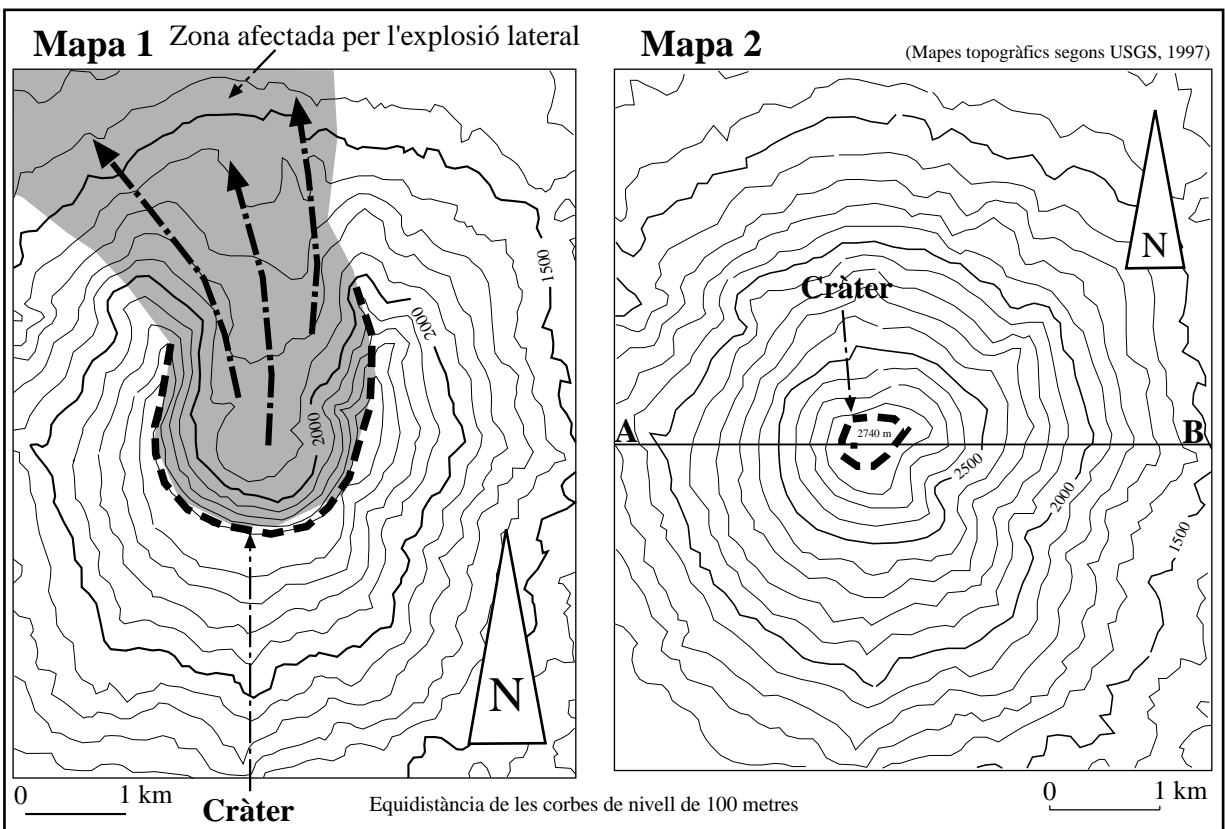 Mapa 1
Zona afectada per l'explosió lateral
1500
2000
2000
N
0 1 km
Cràter
Equidistància de les corbes de nivell de 100 metres
Mapa 2
(Mapes topogràfics segons USGS, 1997)
N
Cràter
A
2740 m
B
2500
2000
1500
0 1 km